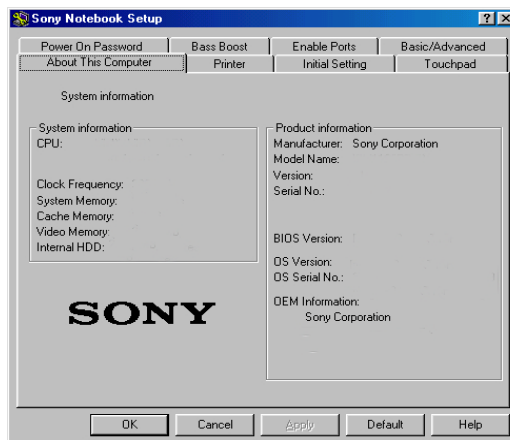 Sony Notebook Setup
Power On Password Bass Boost Enable Ports Basic/Advanced
About This Computer Printer Initial Setting Touchpad
System information
System information
CPU:
Clock Frequency:
System Memory:
Cache Memory:
Video Memory:
Internal HDD:
SONY
Product information
Manufacturer: Sony Corporation
Model Name:
Version:
Serial No.:
BIOS Version:
OS Version:
OS Serial No.:
OEM Information:
Sony Corporation
OK Cancel Apply Default Help